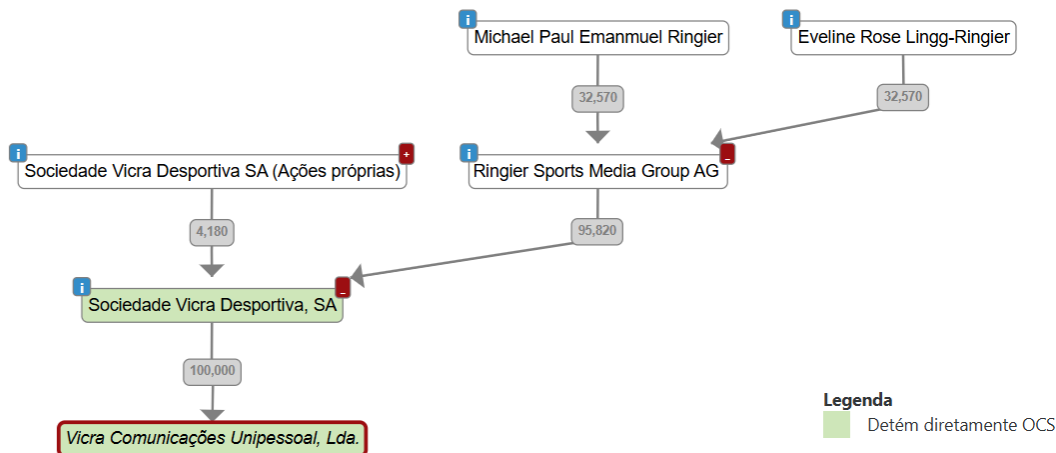 i
i
Michael Paul Emanmuel Ringier
Eveline Rose Lingg-Ringier
32,570
32,570
i
+
i
-
Sociedade Vicra Desportiva SA (Ações próprias)
Ringier Sports Media Group AG
4,180
95,820
i
-
Sociedade Vicra Desportiva, SA
100,000
Vicra Comunicações Unipessoal, Lda.
Legenda
Detém diretamente OCS